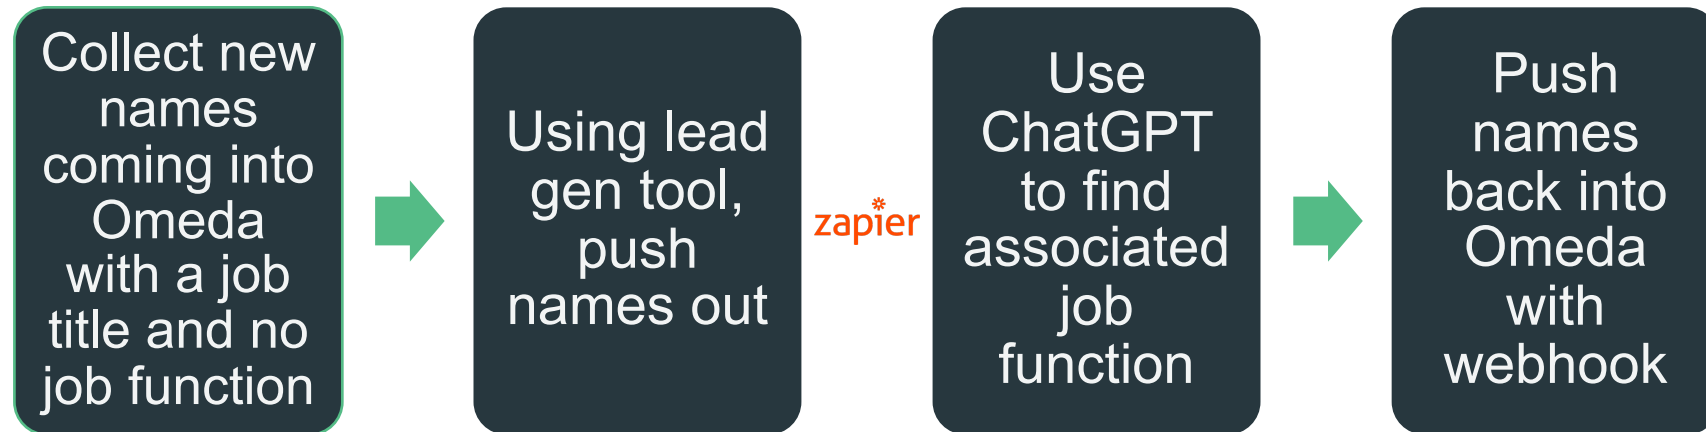 Collect new
names
coming into
Omeda
with a job
title and no
job function
Using lead
gen tool,
push
names out
zapier
Use
ChatGPT
to find
associated
job
function
Push
names
back into
Omeda
with
webhook